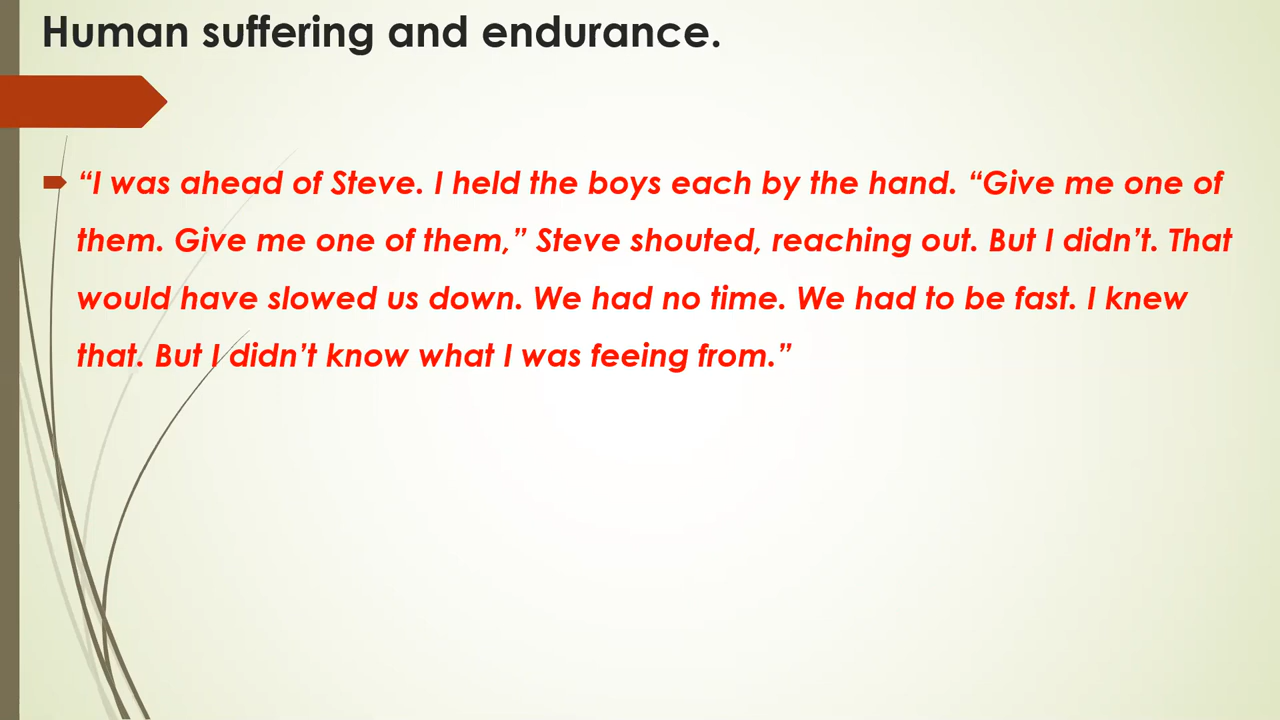 Human suffering and endurance.
“I was ahead of Steve. I held the boys each by the hand. “Give me one of
them. Give me one of them,” Steve shouted, reaching out. But I didn’t. That
would have slowed us down. We had no time. We had to be fast. I knew
that. But I didn’t know what I was feeing from.”